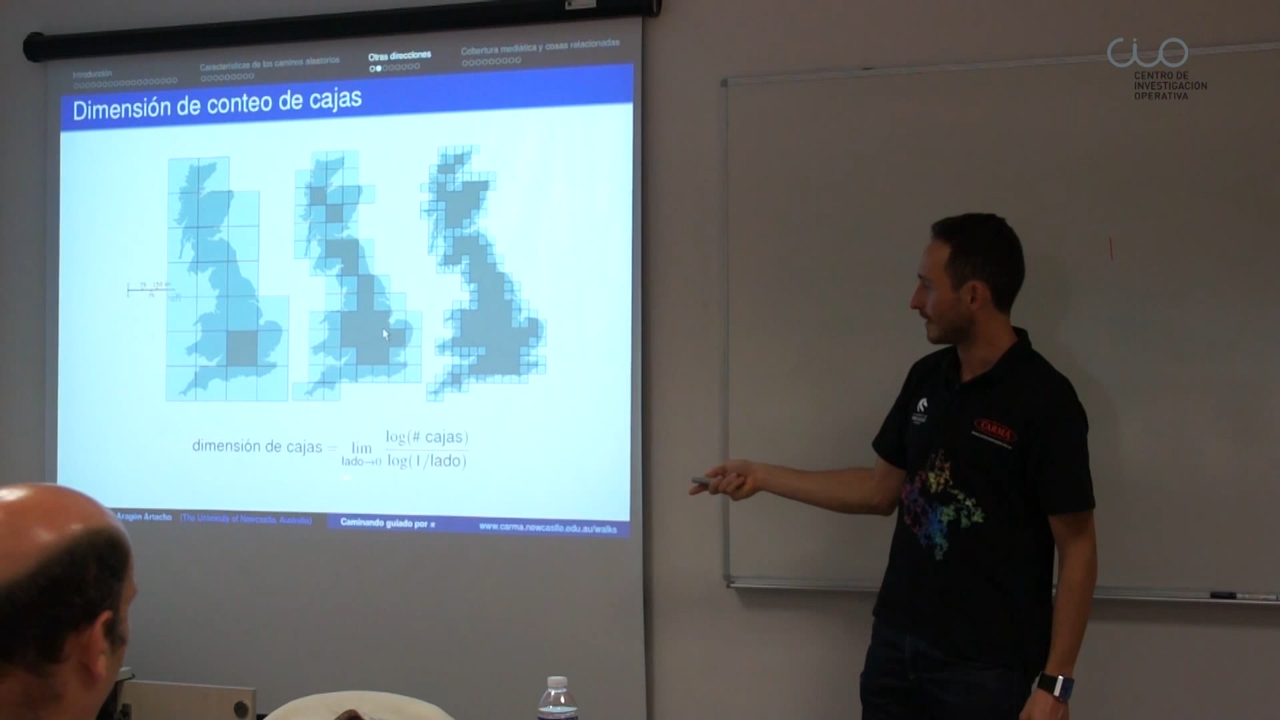 Introducción
Características de los caminos aleatorios
Otras direcciones
Cobertura mediática y cosas relacionadas
Dimensión de conteo de cajas
dimensión de cajas = lim lado→0 log(# cajas) / log(1/lado)
Aragón Artacho (The University of Newcastle, Australia)
Caminando guiado por π
www.carma.newcastle.edu.au/walks
CIO
CENTRO DE
INVESTIGACION
OPERATIVA
CARMA